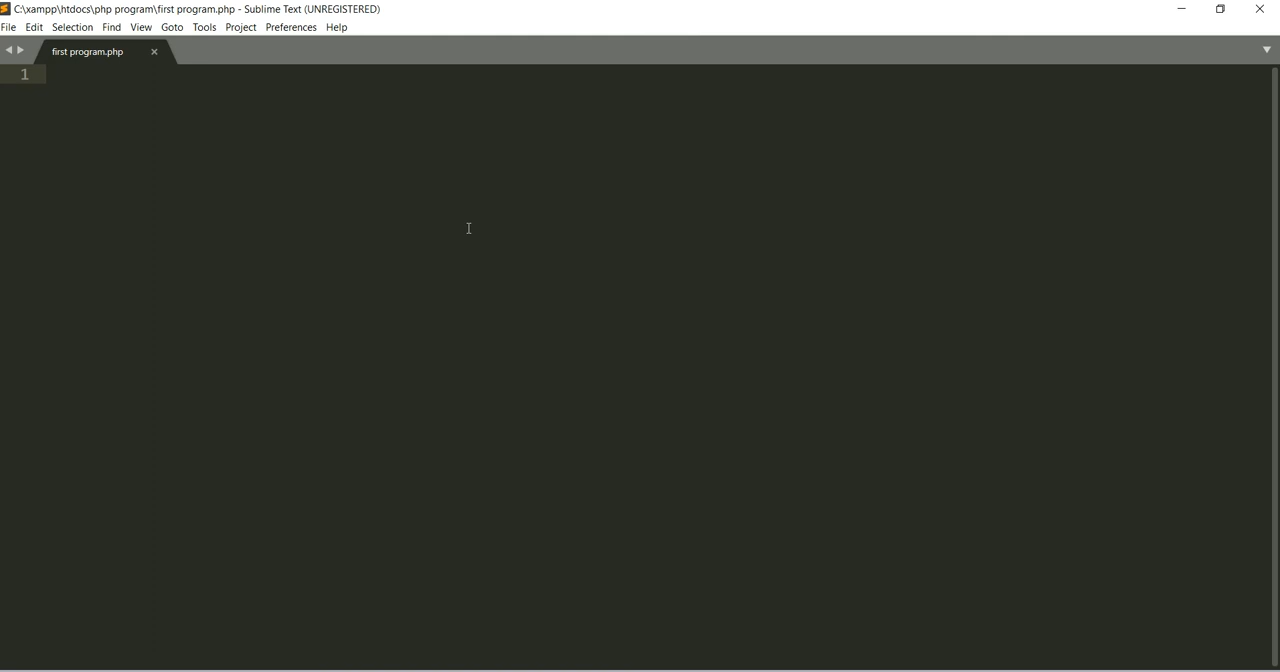 C:\xampp\htdocs\php program\first program.php - Sublime Text (UNREGISTERED)
File Edit Selection Find View Goto Tools Project Preferences Help
first program.php
1